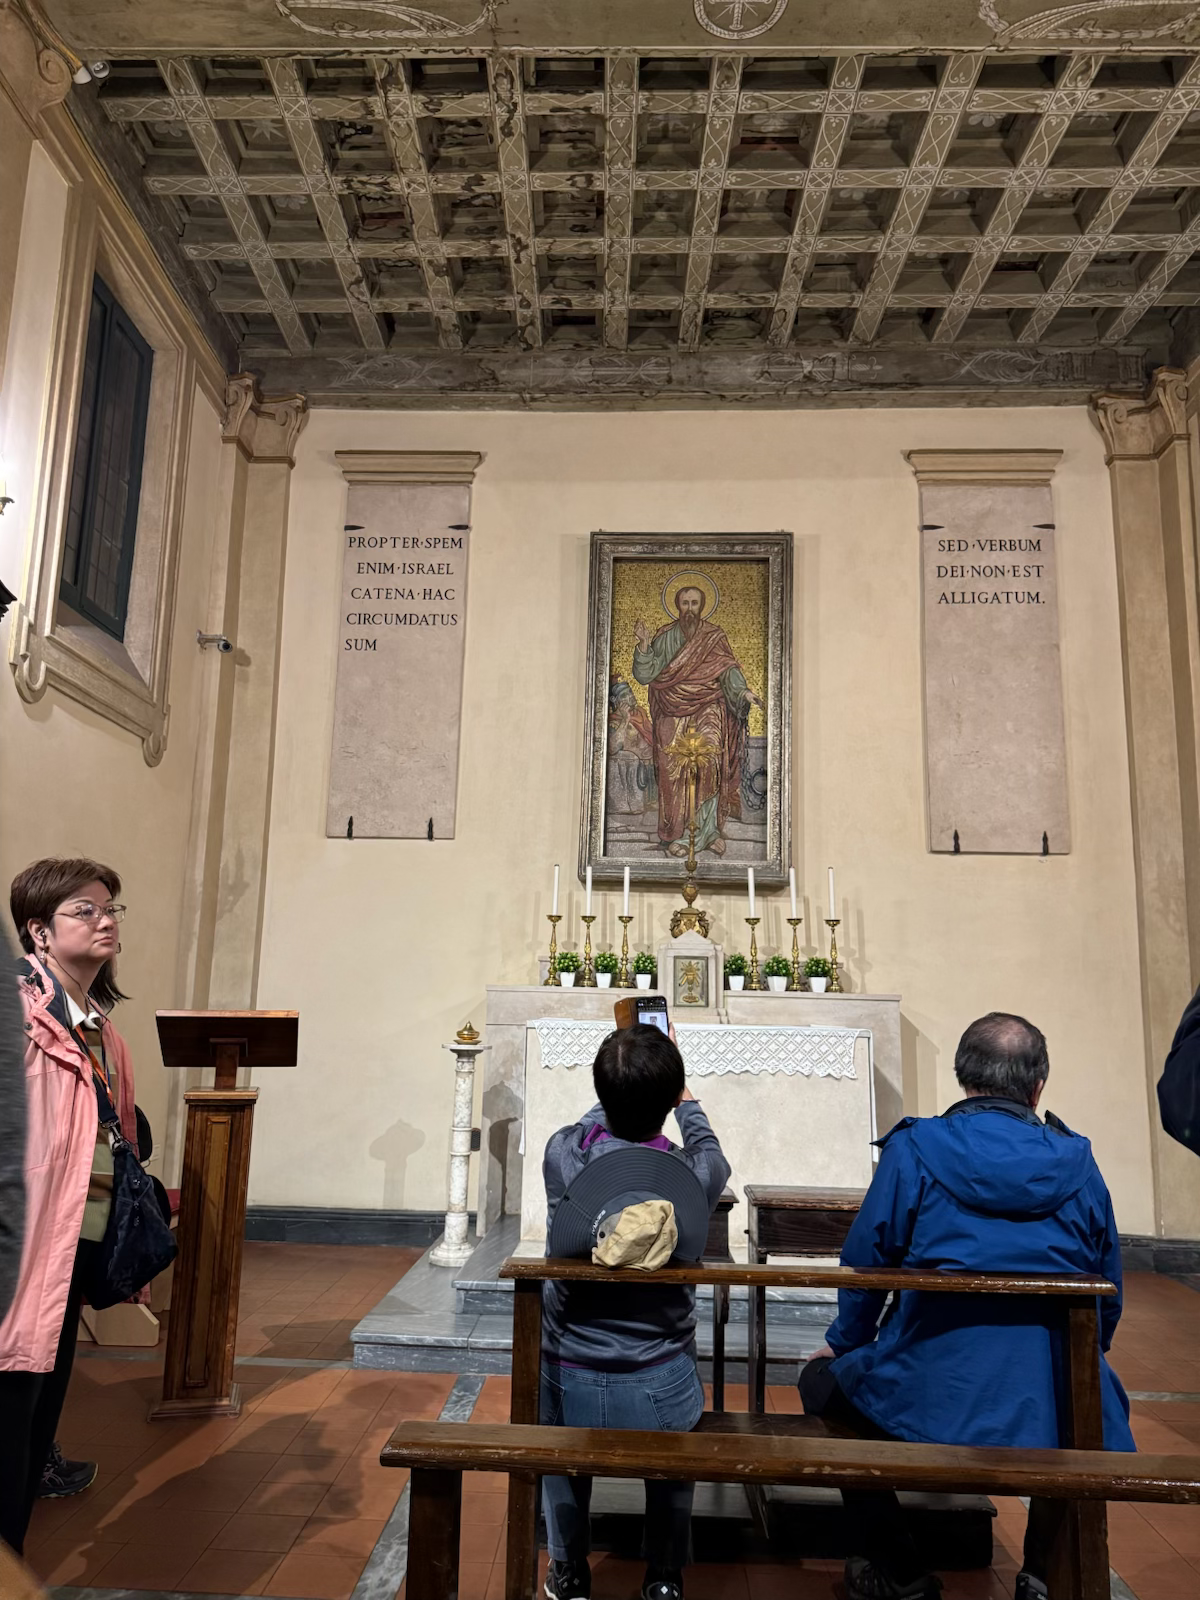 PROPTER·SPEM
ENIM·ISRAEL
CATENA·HAC
CIRCUMDATUS
SUM
SED·VERBUM
DEI·NON·EST
ALLIGATUM.